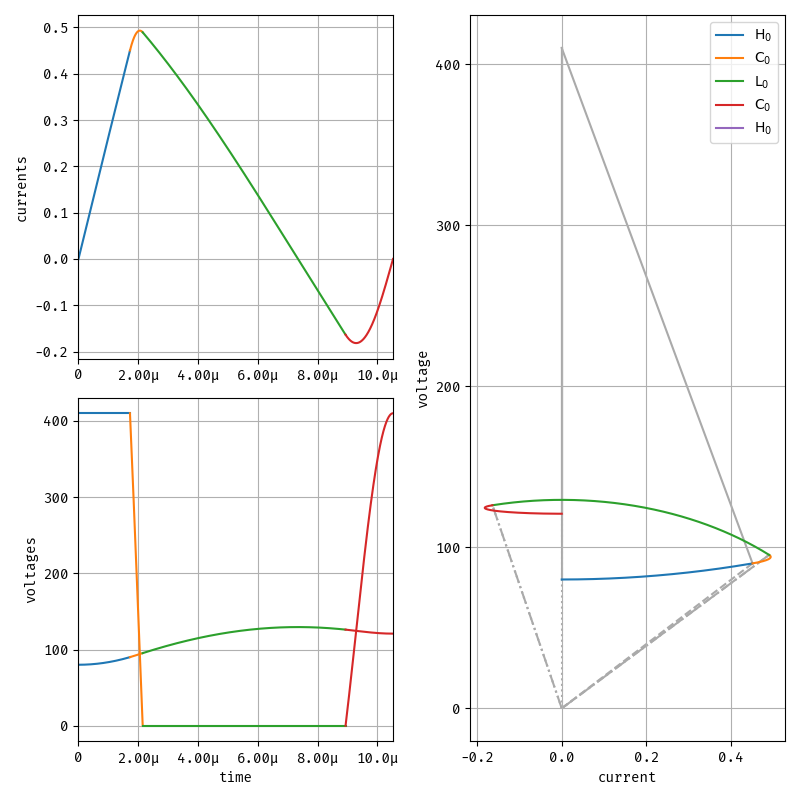 currents
0.5
0.4
0.3
0.2
0.1
0.0
-0.1
-0.2
0 2.00µ 4.00µ 6.00µ 8.00µ 10.0µ
voltages
400
300
200
100
0
0 2.00µ 4.00µ 6.00µ 8.00µ 10.0µ
time
voltage
400
300
200
100
0
-0.2 0.0 0.2 0.4
current
H₀
C₀
L₀
C₀
H₀